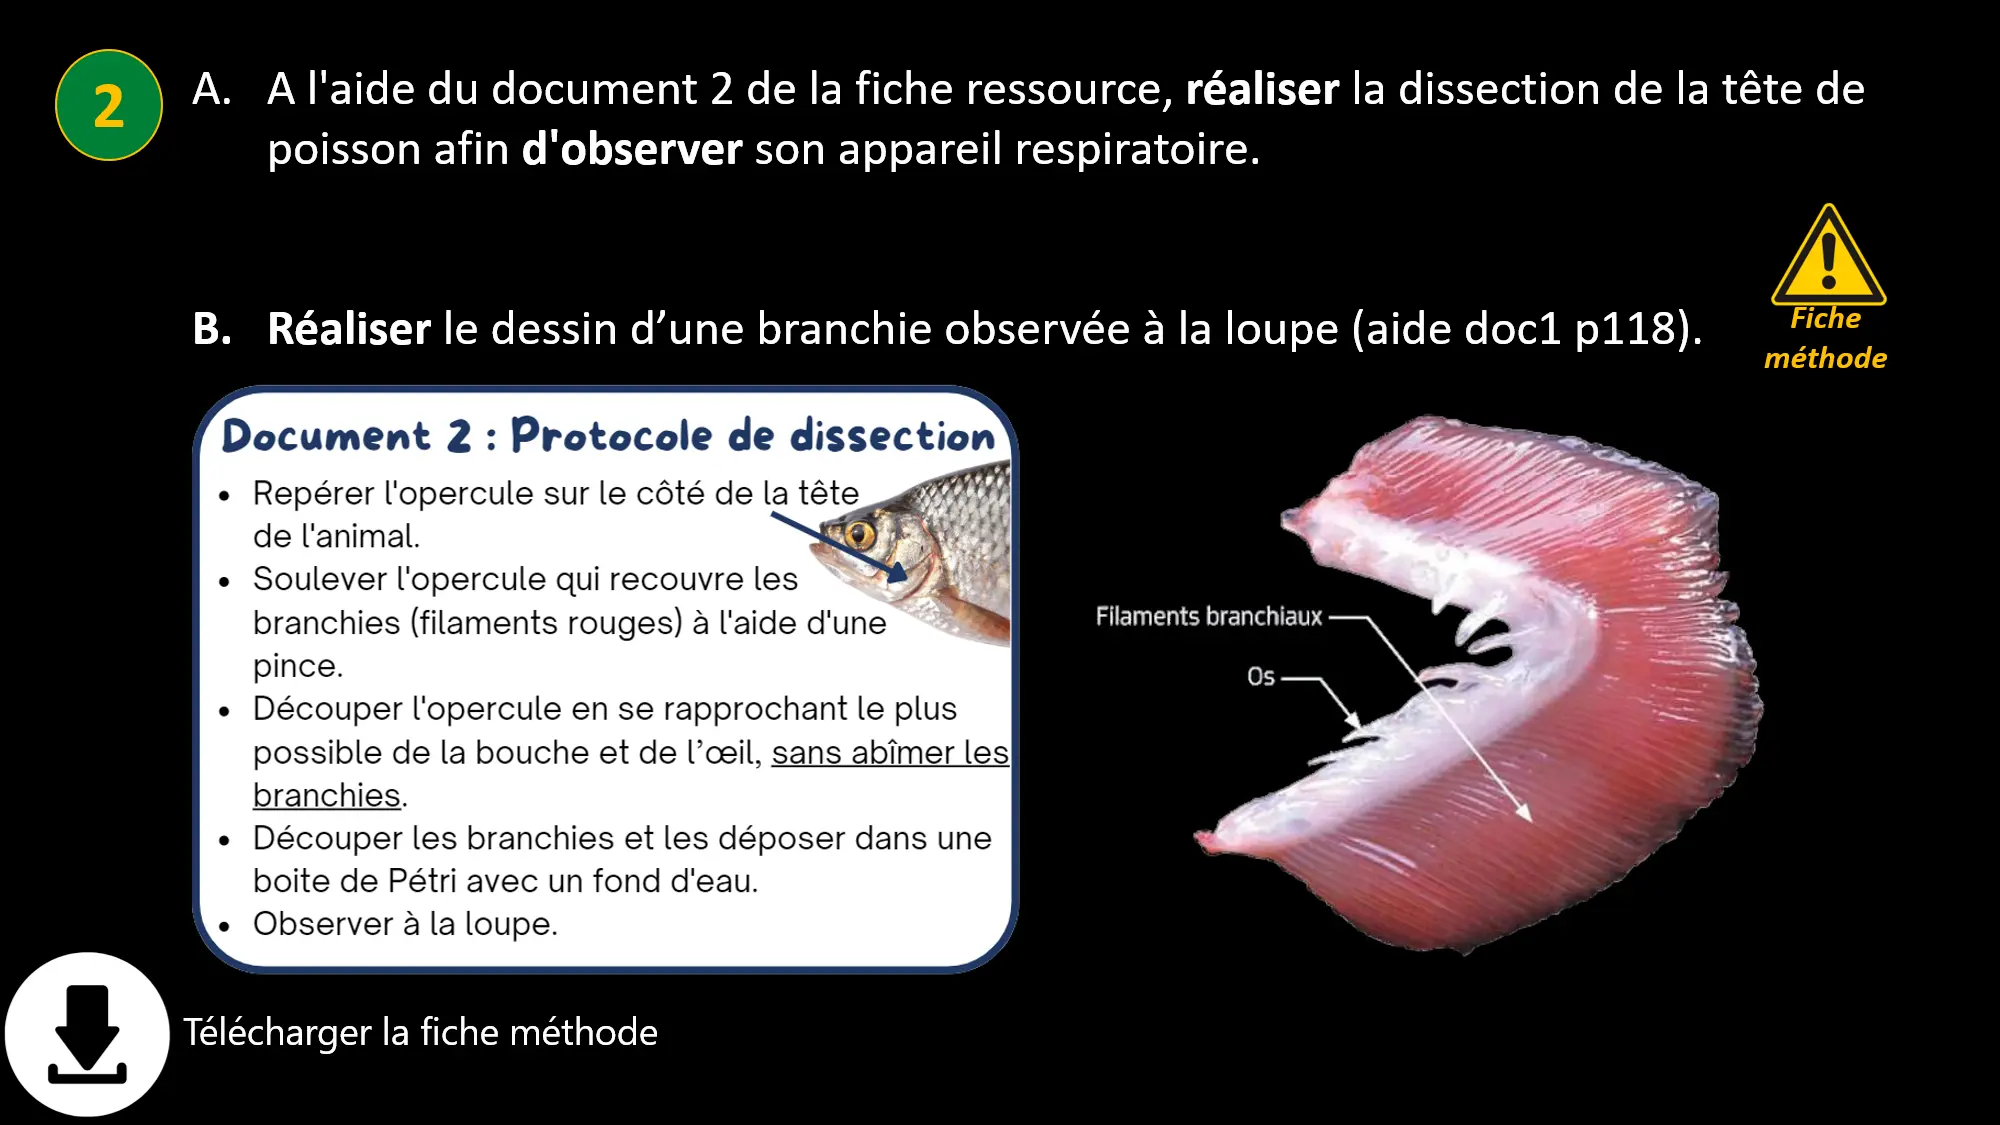 2
A. A l'aide du document 2 de la fiche ressource, réaliser la dissection de la tête de
poisson afin d'observer son appareil respiratoire.
B. Réaliser le dessin d’une branchie observée à la loupe (aide doc1 p118).
Fiche
méthode
Document 2 : Protocole de dissection
• Repérer l'opercule sur le côté de la tête
de l'animal.
• Soulever l'opercule qui recouvre les
branchies (filaments rouges) à l'aide d'une
pince.
• Découper l'opercule en se rapprochant le plus
possible de la bouche et de l’œil, sans abîmer les
branchies.
• Découper les branchies et les déposer dans une
boite de Pétri avec un fond d'eau.
• Observer à la loupe.
Filaments branchiaux
Os
Télécharger la fiche méthode